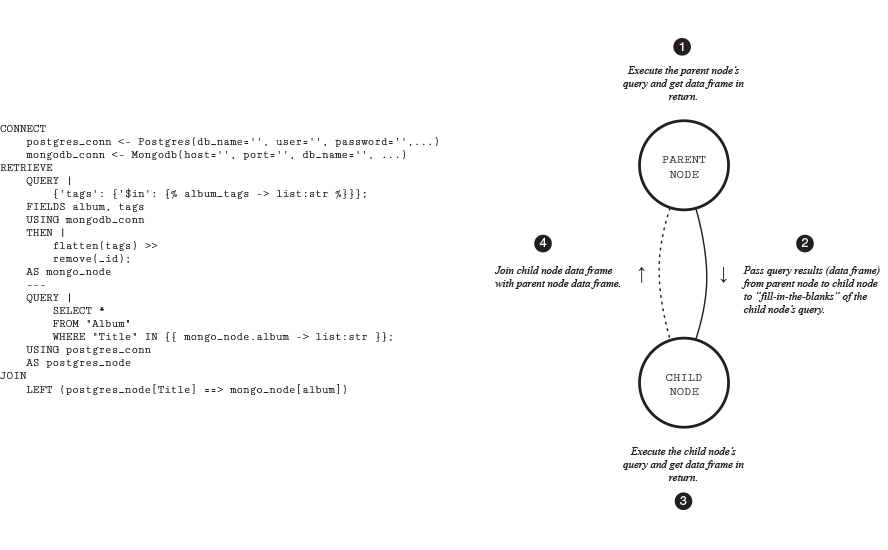 CONNECT
    postgres_conn <- Postgres(db_name='', user='', password='',...)
    mongodb_conn <- Mongodb(host='', port='', db_name='', ...)
RETRIEVE
    QUERY |
        {'tags': {'$in': {% album_tags -> list:str %}}};
    FIELDS album, tags
    USING mongodb_conn
    THEN |
        flatten(tags) >>
        remove(_id);
    AS mongo_node
    ---
    QUERY |
        SELECT *
        FROM "Album"
        WHERE "Title" IN {{ mongo_node.album -> list:str }};
    USING postgres_conn
    AS postgres_node
JOIN
    LEFT (postgres_node[Title] ==> mongo_node[album])
1
Execute the parent node's
query and get data frame in
return.
PARENT
NODE
4
Join child node data frame
with parent node data frame.
↑
↓
2
Pass query results (data frame)
from parent node to child node
to "fill-in-the-blanks" of the
child node's query.
CHILD
NODE
Execute the child node's
query and get data frame in
return.
3